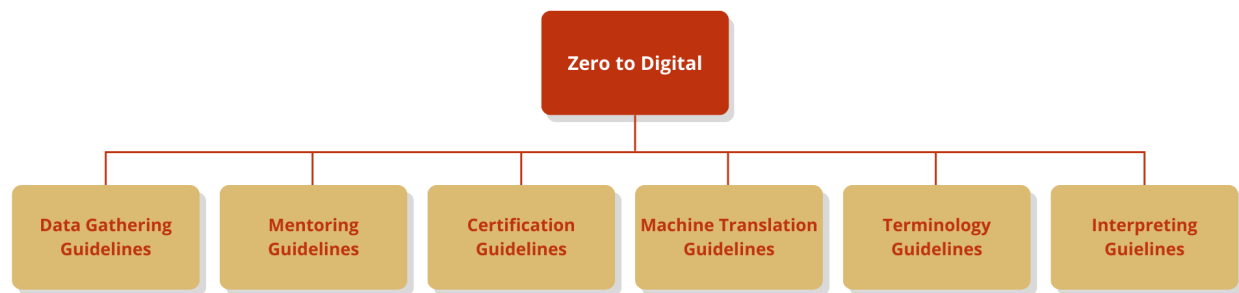 Zero to Digital
Data Gathering
Guidelines
Mentoring
Guidelines
Certification
Guidelines
Machine Translation
Guidelines
Terminology
Guidelines
Interpreting
Guielines